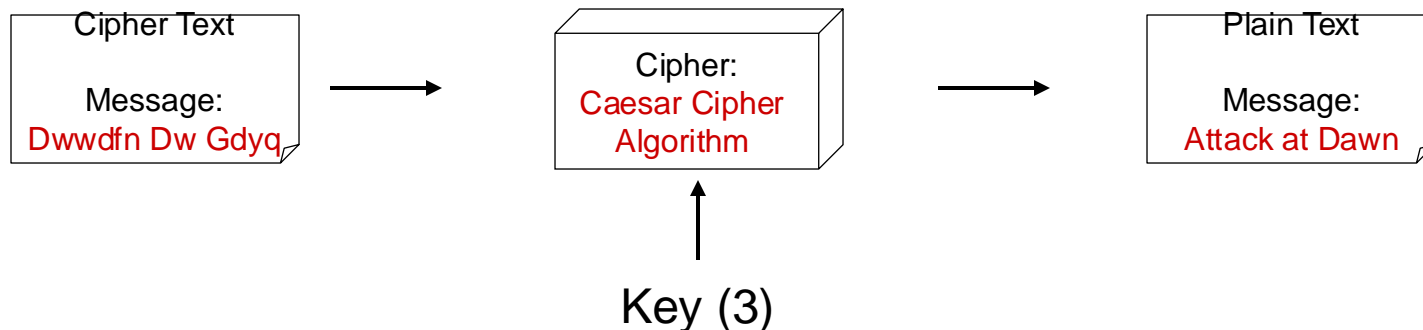 Cipher Text
Message:
Dwwdfn Dw Gdyq
Cipher:
Caesar Cipher
Algorithm
Plain Text
Message:
Attack at Dawn
Key (3)